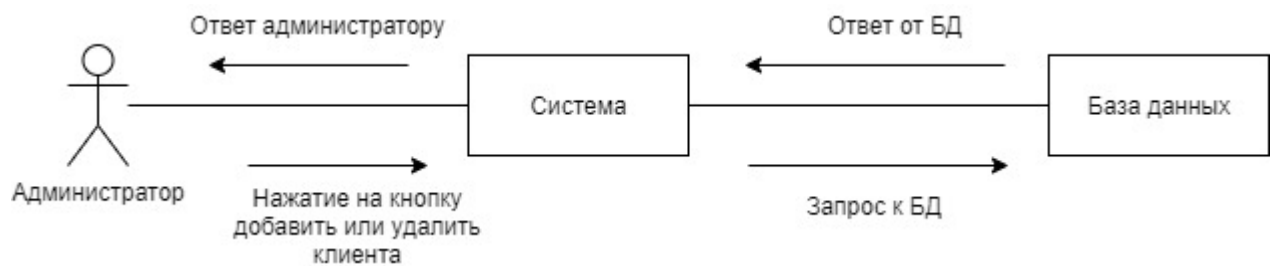 Ответ администратору
Ответ от БД
Система
База данных
Администратор
Нажатие на кнопку
добавить или удалить
клиента
Запрос к БД